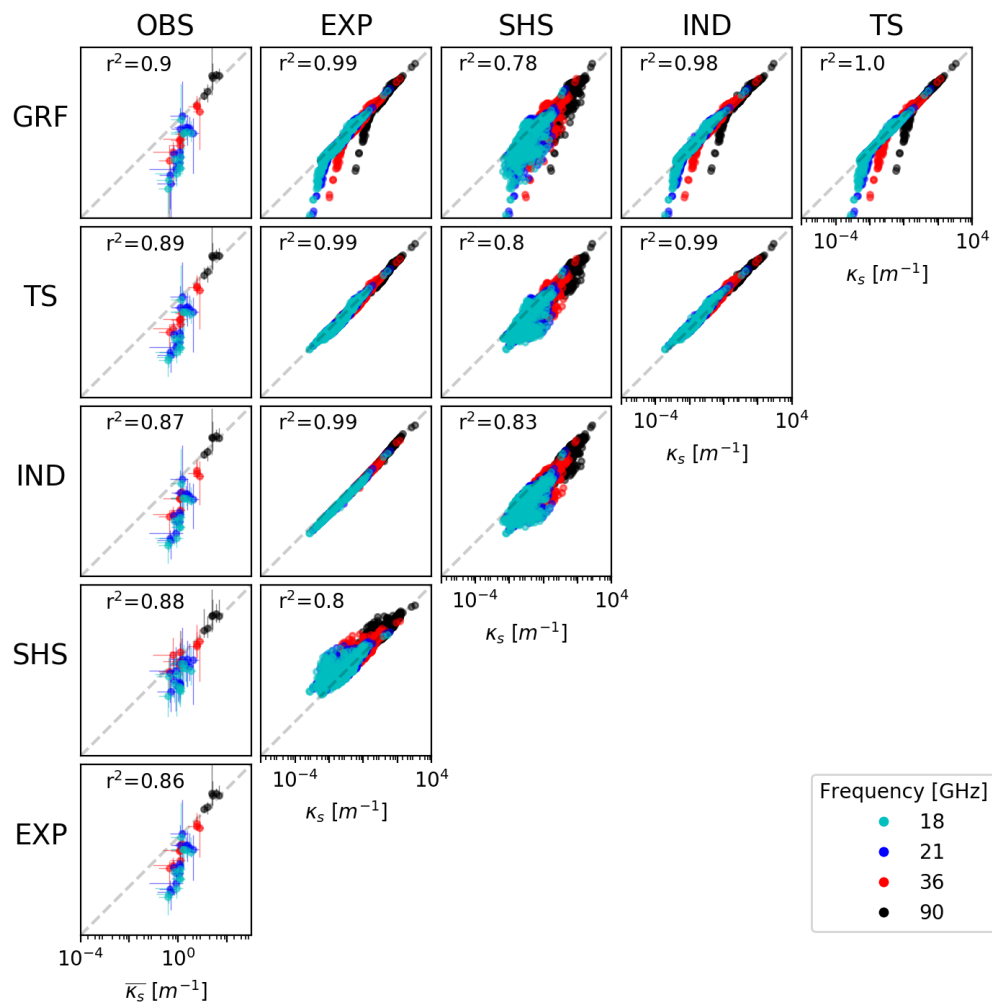 OBS EXP SHS IND TS
GRF r²=0.9 r²=0.99 r²=0.78 r²=0.98 r²=1.0
10⁻⁴ 10⁴
κₛ [m⁻¹]
TS r²=0.89 r²=0.99 r²=0.8 r²=0.99
10⁻⁴ 10⁴
κₛ [m⁻¹]
IND r²=0.87 r²=0.99 r²=0.83
10⁻⁴ 10⁴
κₛ [m⁻¹]
SHS r²=0.88 r²=0.8
10⁻⁴ 10⁴
κₛ [m⁻¹]
EXP r²=0.86
10⁻⁴ 10⁰
κₛ̅ [m⁻¹]
Frequency [GHz]
18
21
36
90